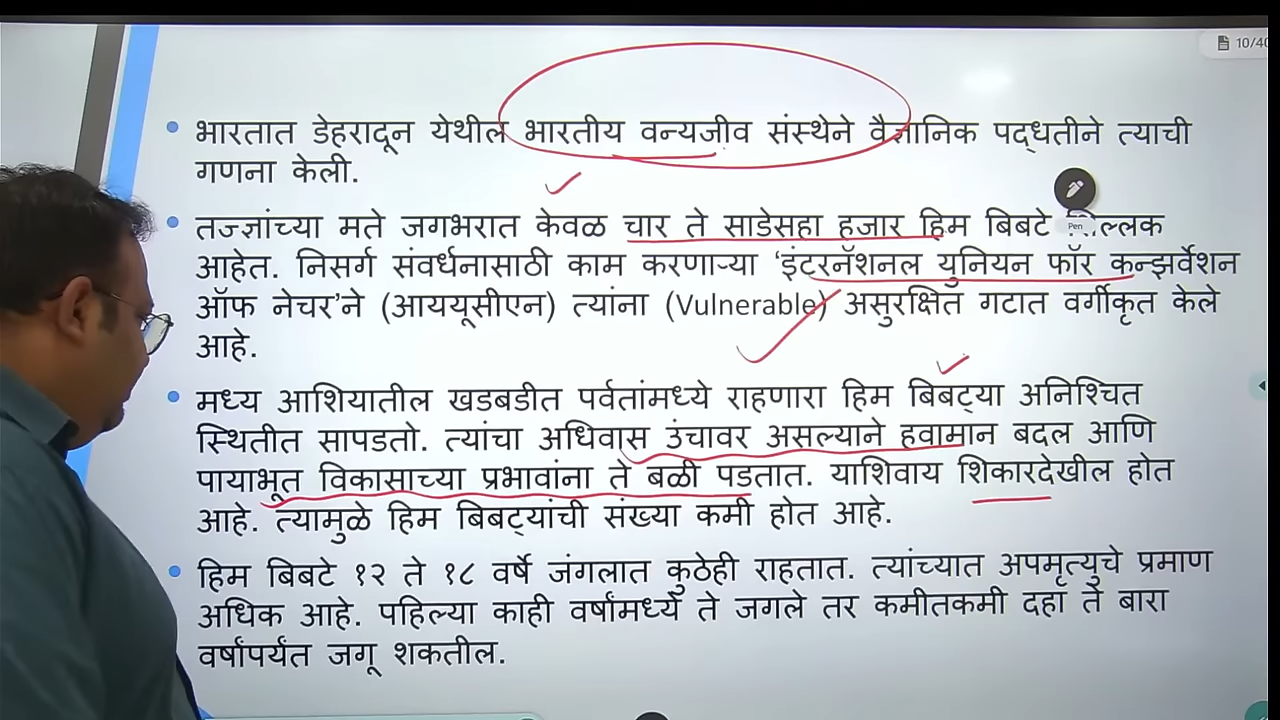 10/40
भारतात डेहरादून येथील भारतीय वन्यजीव संस्थेने वैज्ञानिक पद्धतीने त्याची
गणना केली.
तज्ज्ञांच्या मते जगभरात केवळ चार ते साडेसहा हजार हिम बिबटे
आहेत. निसर्ग संवर्धनासाठी काम करणाऱ्या ‘इंटरनॅशनल युनियन फॉर कन्झर्वेशन
ऑफ नेचर’ने (आययूसीएन) त्यांना (Vulnerable) असुरक्षित गटात वर्गीकृत केले
आहे.
मध्य आशियातील खडबडीत पर्वतांमध्ये राहणारा हिम बिबट्या अनिश्चित
स्थितीत सापडतो. त्यांचा अधिवास उंचावर असल्याने हवामान बदल आणि
पायाभूत विकासाच्या प्रभावांना ते बळी पडतात. याशिवाय शिकारदेखील होत
आहे. त्यामुळे हिम बिबट्यांची संख्या कमी होत आहे.
हिम बिबटे १२ ते १८ वर्षे जंगलात कुठेही राहतात. त्यांच्यात अपमृत्युचे प्रमाण
अधिक आहे. पहिल्या काही वर्षांमध्ये ते जगले तर कमीतकमी दहा ते बारा
वर्षांपर्यंत जगू शकतील.
Pen